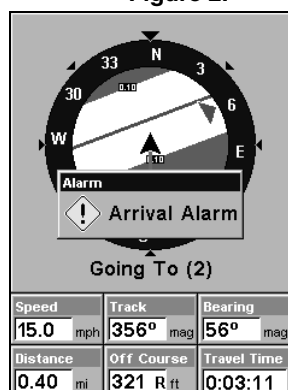 Figure 2.
N
33
3
0.10
30
6
W
E
0.10
Alarm
! Arrival Alarm
Going To (2)
Speed Track Bearing
15.0 mph 356° mag 56° mag
Distance Off Course Travel Time
0.40 mi 321 R ft 0:03:11